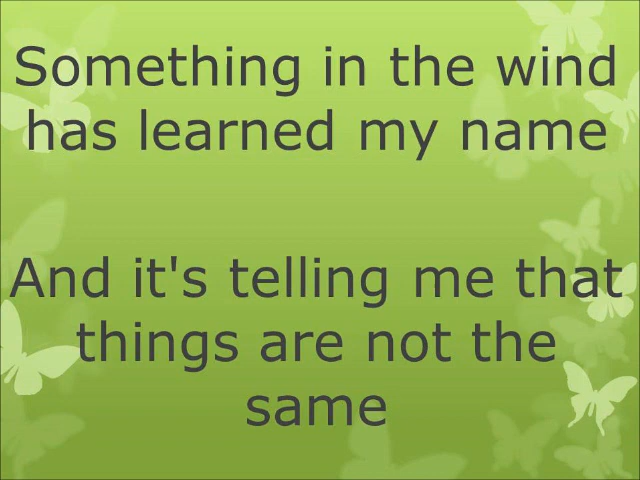 Something in the wind
has learned my name
And it's telling me that
things are not the
same